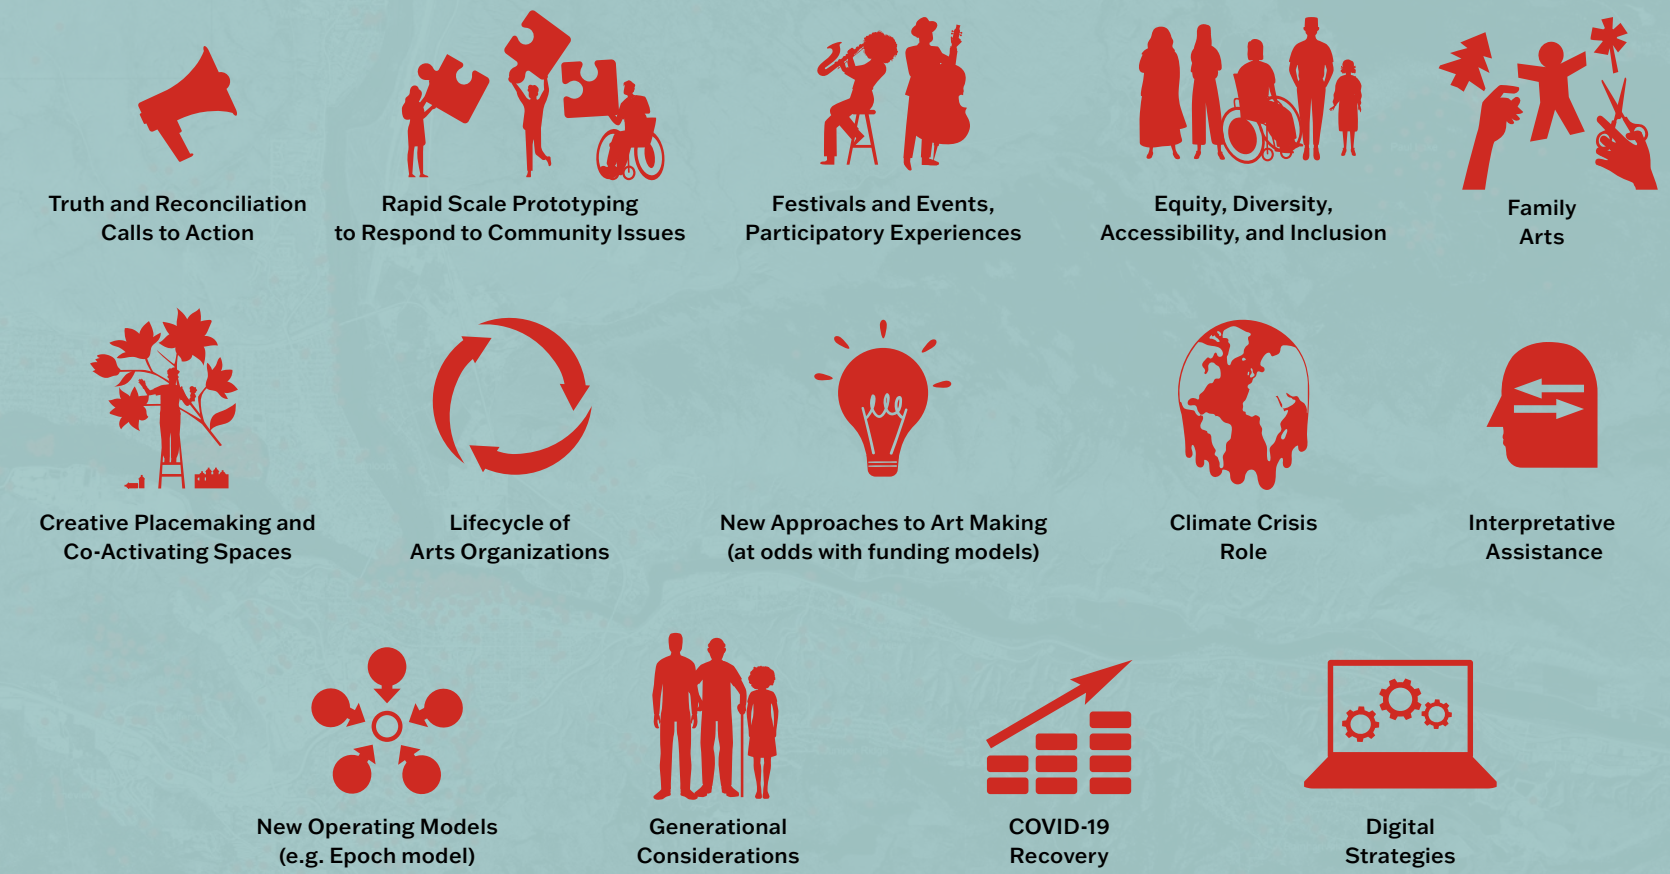 Truth and Reconciliation
Calls to Action
Rapid Scale Prototyping
to Respond to Community Issues
Festivals and Events,
Participatory Experiences
Equity, Diversity,
Accessibility, and Inclusion
Family
Arts
Creative Placemaking and
Co-Activating Spaces
Lifecycle of
Arts Organizations
New Approaches to Art Making
(at odds with funding models)
Climate Crisis
Role
Interpretative
Assistance
New Operating Models
(e.g. Epoch model)
Generational
Considerations
COVID-19
Recovery
Digital
Strategies